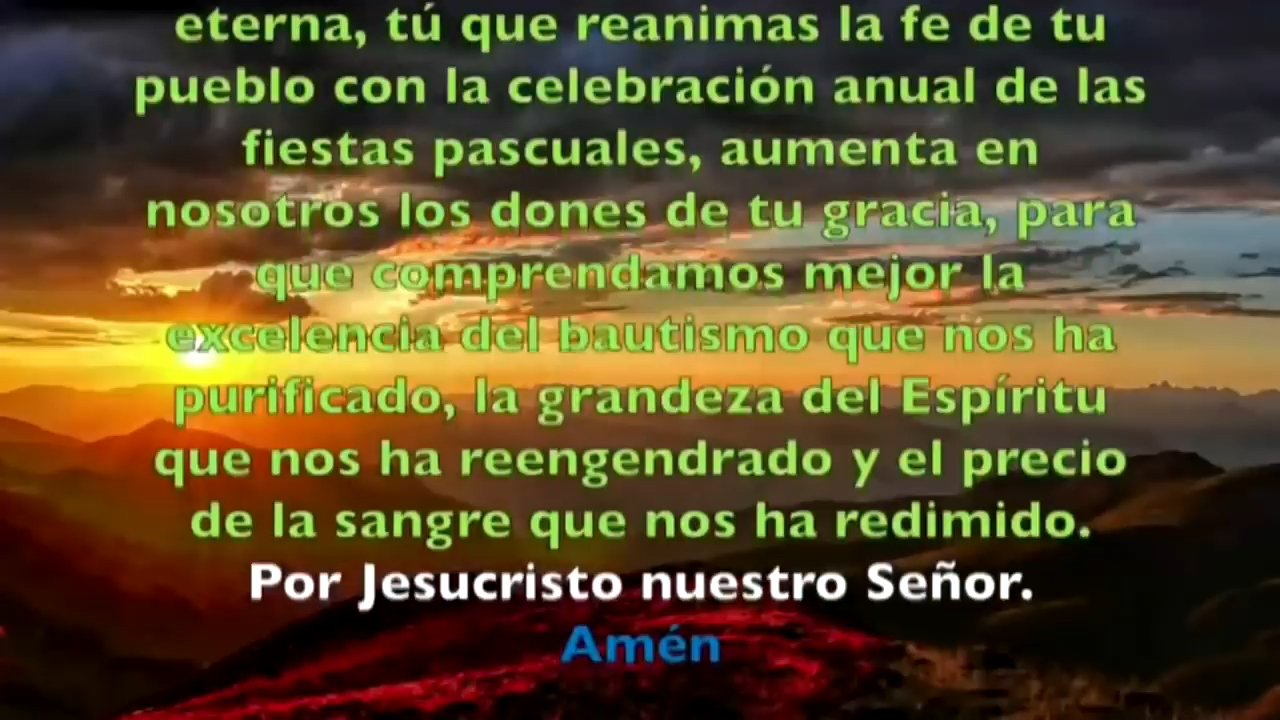 eterna, tú que reanimas la fe de tu
pueblo con la celebración anual de las
fiestas pascuales, aumenta en
nosotros los dones de tu gracia, para
que comprendamos mejor la
excelencia del bautismo que nos ha
purificado, la grandeza del Espíritu
que nos ha reengendrado y el precio
de la sangre que nos ha redimido.
Por Jesucristo nuestro Señor.
Amén